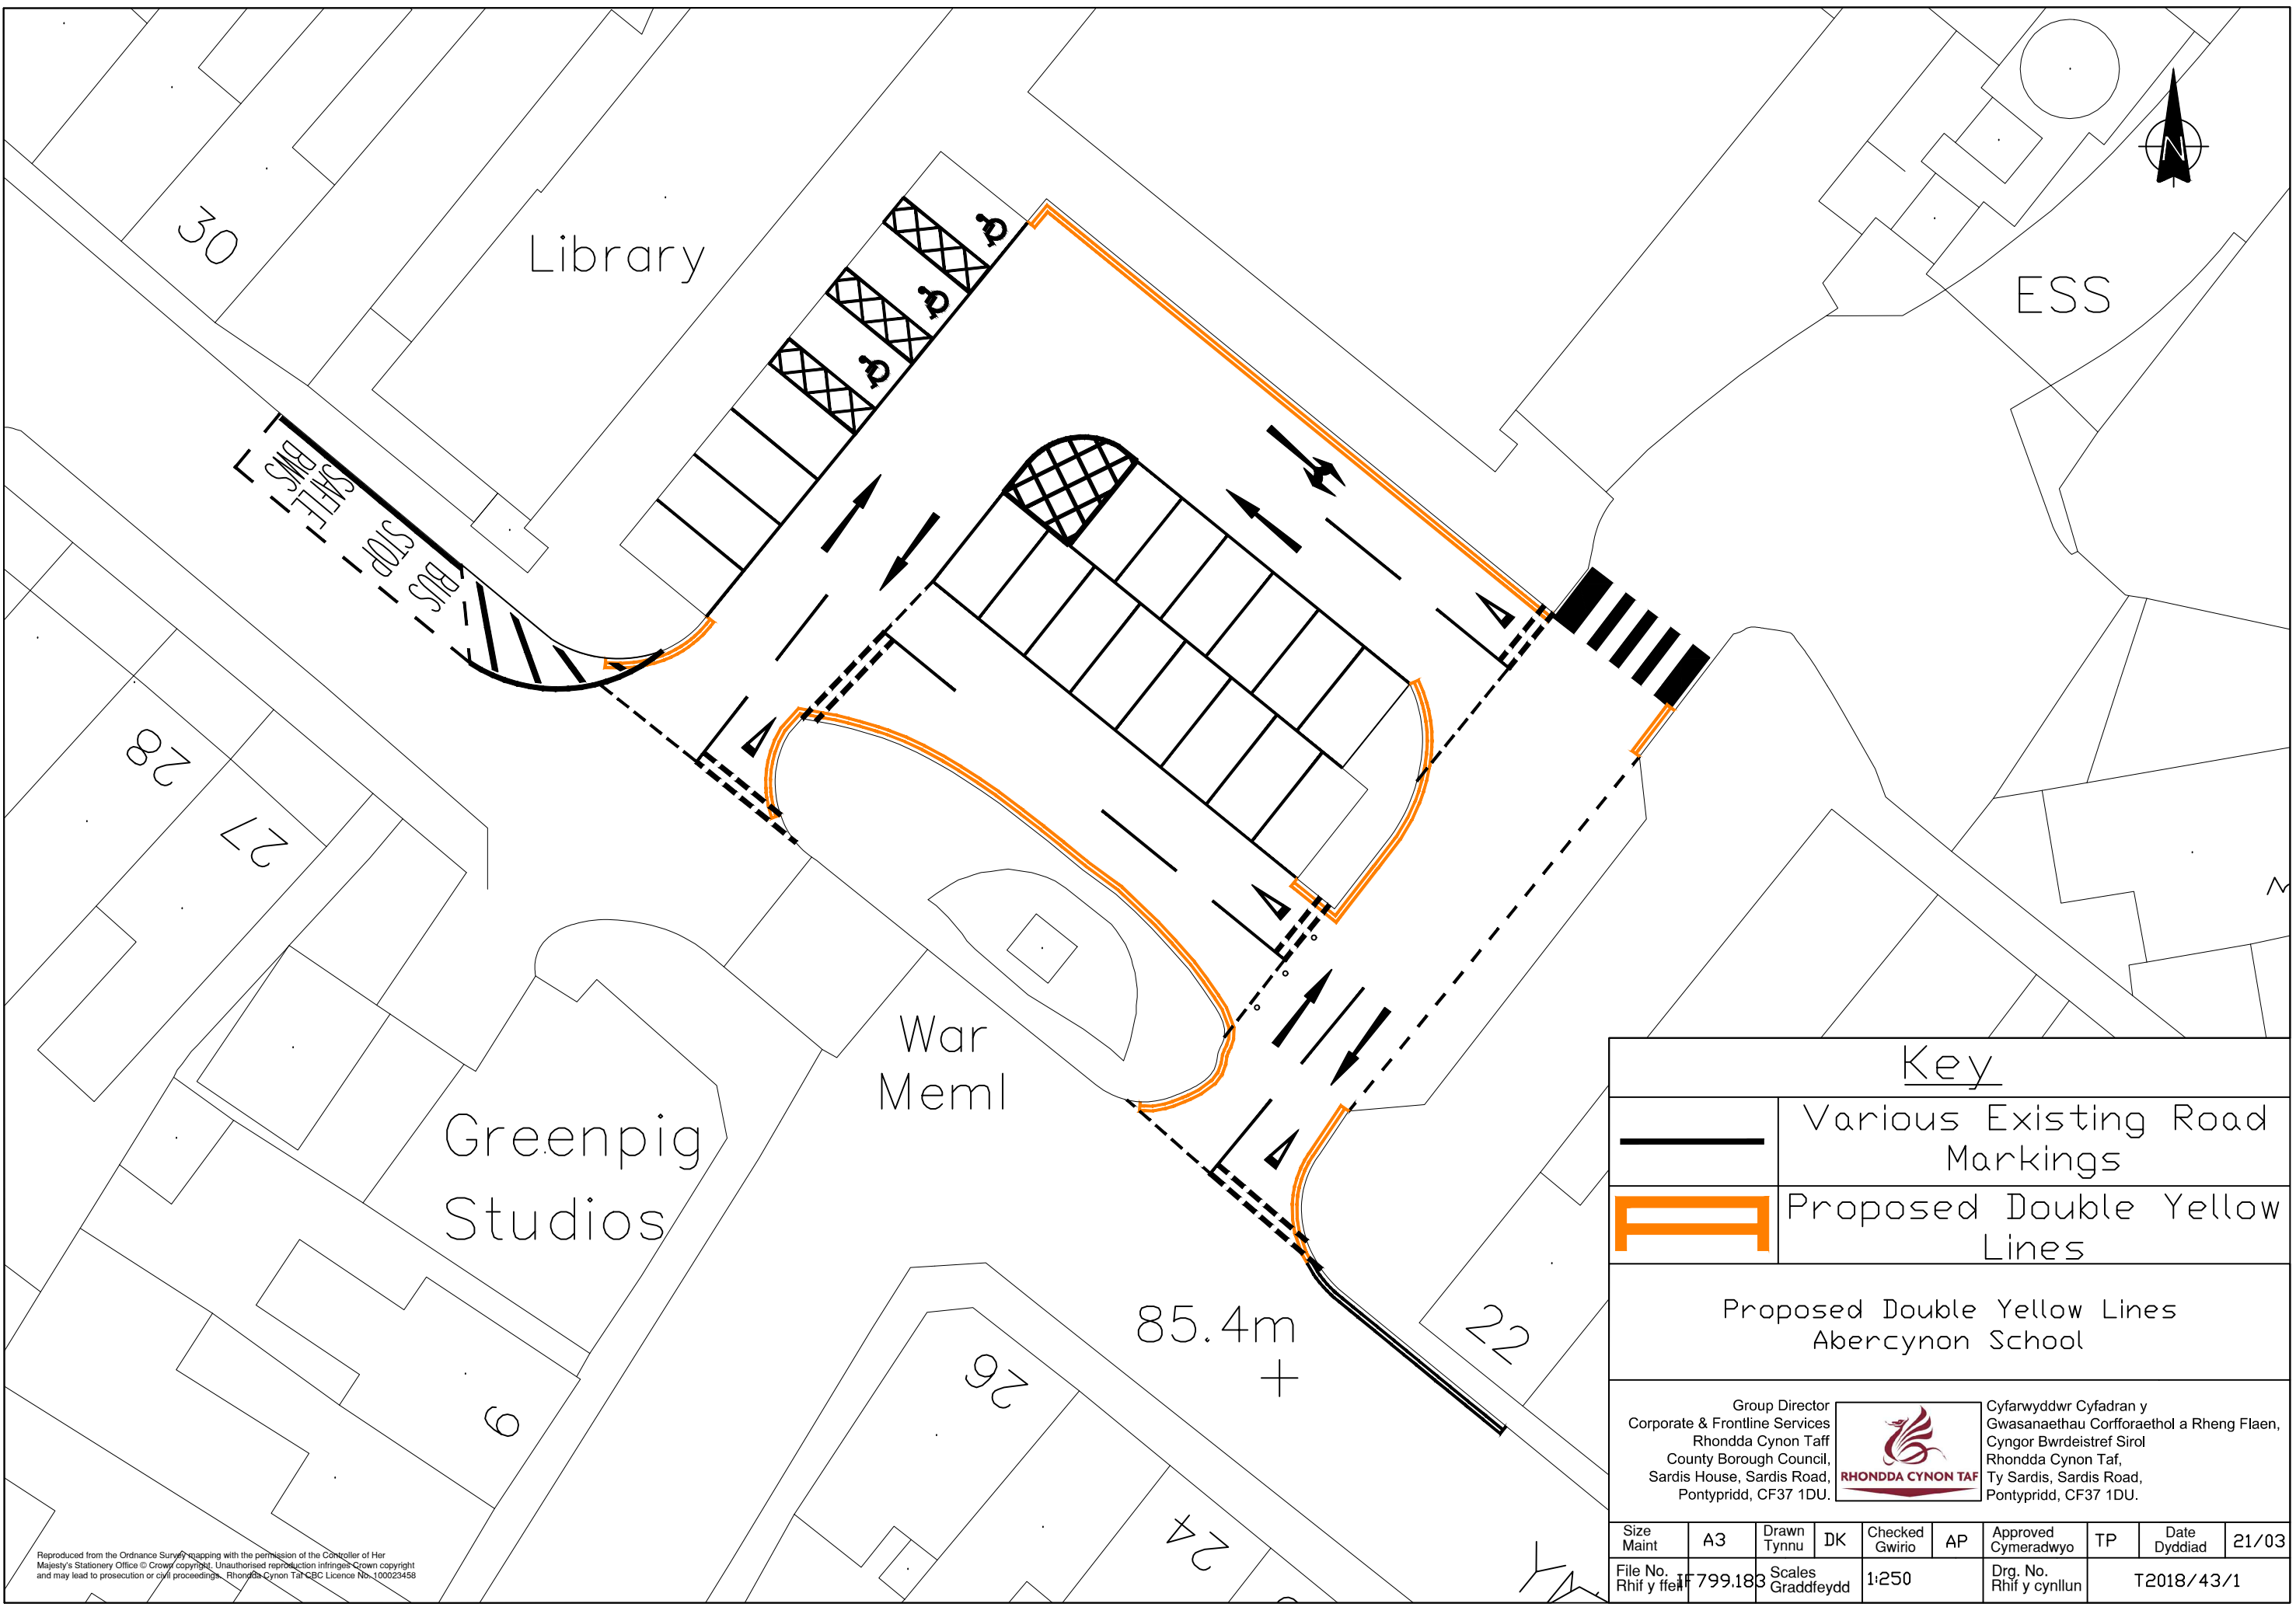 30
Library
N
ESS
BWS
SAFLE
BUS
STOP
28
27
War
Meml
Greenpig
Studios
85.4m
22
26
9
24
Key
Various Existing Road
Markings
Proposed Double Yellow
Lines
Proposed Double Yellow Lines
Abercynon School
Group Director
Corporate & Frontline Services
Rhondda Cynon Taff
County Borough Council,
Sardis House, Sardis Road,
Pontypridd, CF37 1DU.
RHONDDA CYNON TAF
Cyfarwyddwr Cyfadran y
Gwasanaethau Corfforaethol a Rheng Flaen,
Cyngor Bwrdeistref Sirol
Rhondda Cynon Taf,
Ty Sardis, Sardis Road,
Pontypridd, CF37 1DU.
Size
Maint
A3
Drawn
Tynnu
DK
Checked
Gwirio
AP
Approved
Cymeradwyo
TP
Date
Dyddiad
21/03
File No.
Rhif y ffeil
IF799.183
Scales
Graddfeydd
1:250
Drg. No.
Rhif y cynllun
T2018/43/1
Reproduced from the Ordnance Survey mapping with the permission of the Controller of Her
Majesty's Stationery Office © Crown copyright. Unauthorised reproduction infringes Crown copyright
and may lead to prosecution or civil proceedings. Rhondda Cynon Taf CBC Licence No. 100023458